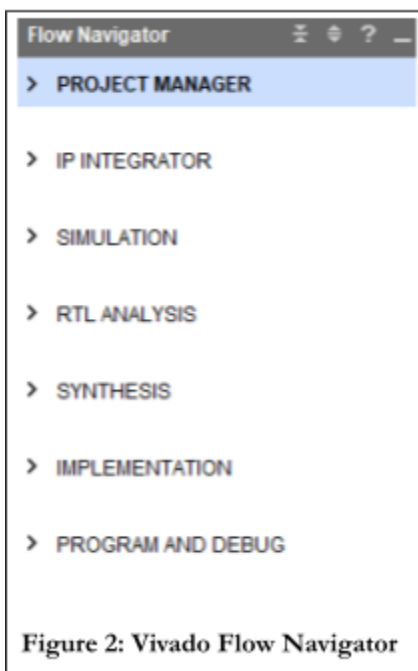 Flow Navigator ?
PROJECT MANAGER
IP INTEGRATOR
SIMULATION
RTL ANALYSIS
SYNTHESIS
IMPLEMENTATION
PROGRAM AND DEBUG
Figure 2: Vivado Flow Navigator